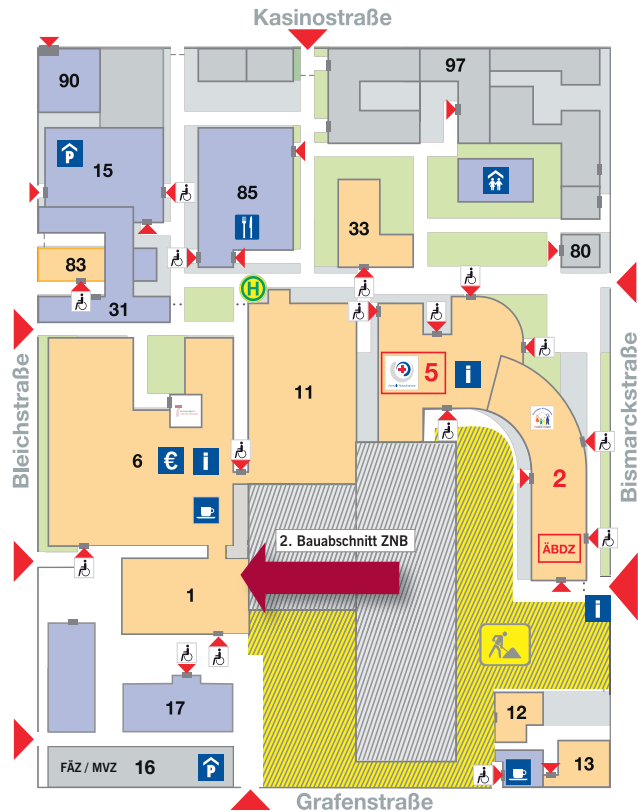 Kasinostraße
90
97
P
15
85
33
80
83
31
H
Bleichstraße
Bismarckstraße
5
i
11
6
€
i
2
2. Bauabschnitt ZNB
ÄBDZ
1
i
17
12
FÄZ / MVZ
16
P
13
Grafenstraße